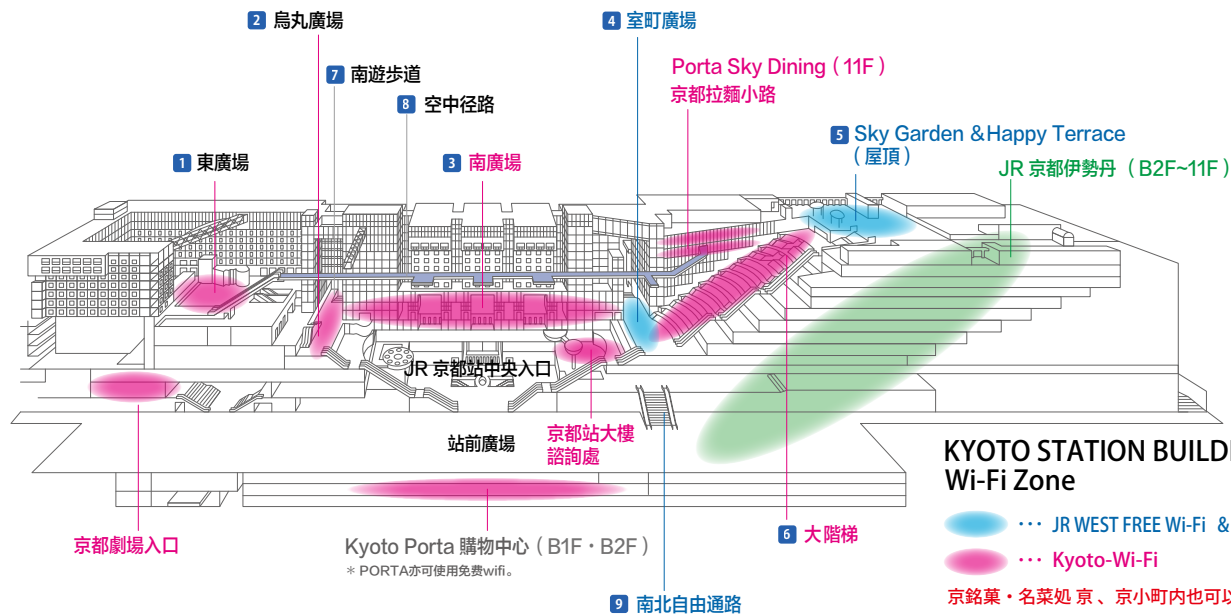 2 烏丸廣場
4 室町廣場
7 南遊歩道
Porta Sky Dining ( 11F )
京都拉麵小路
8 空中径路
5 Sky Garden &Happy Terrace
( 屋頂 )
1 東廣場
3 南廣場
JR 京都伊勢丹 ( B2F~11F )
JR 京都站中央入口
站前廣場
京都站大樓
諮詢處
KYOTO STATION BUILDI
Wi-Fi Zone
··· JR WEST FREE Wi-Fi &
6 大階梯
京都劇場入口
Kyoto Porta 購物中心 ( B1F・B2F )
＊ PORTA亦可使用免费wifi。
··· Kyoto-Wi-Fi
京銘菓・名菜処 亰 、京小町内也可以
9 南北自由通路